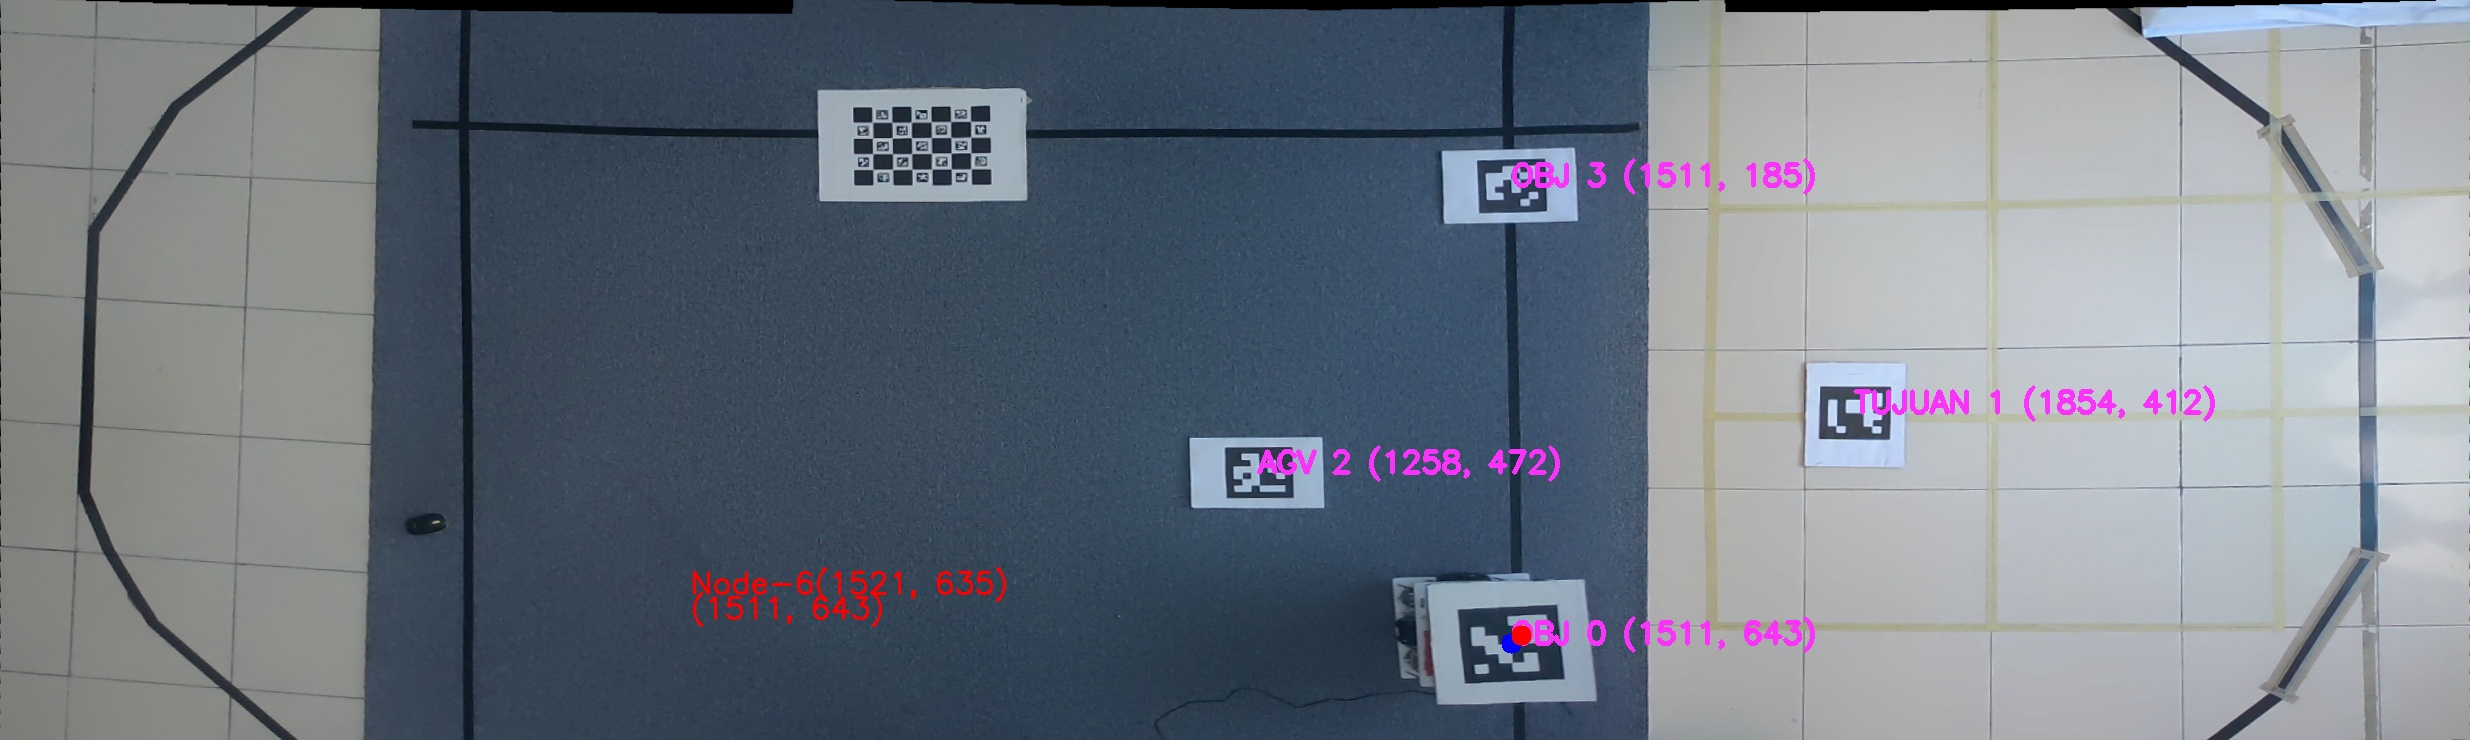 OBJ 3 (1511, 185)
TUJUAN 1 (1854, 412)
AGV 2 (1258, 472)
Node-6(1521, 635)
(1511, 643)
OBJ 0 (1511, 643)